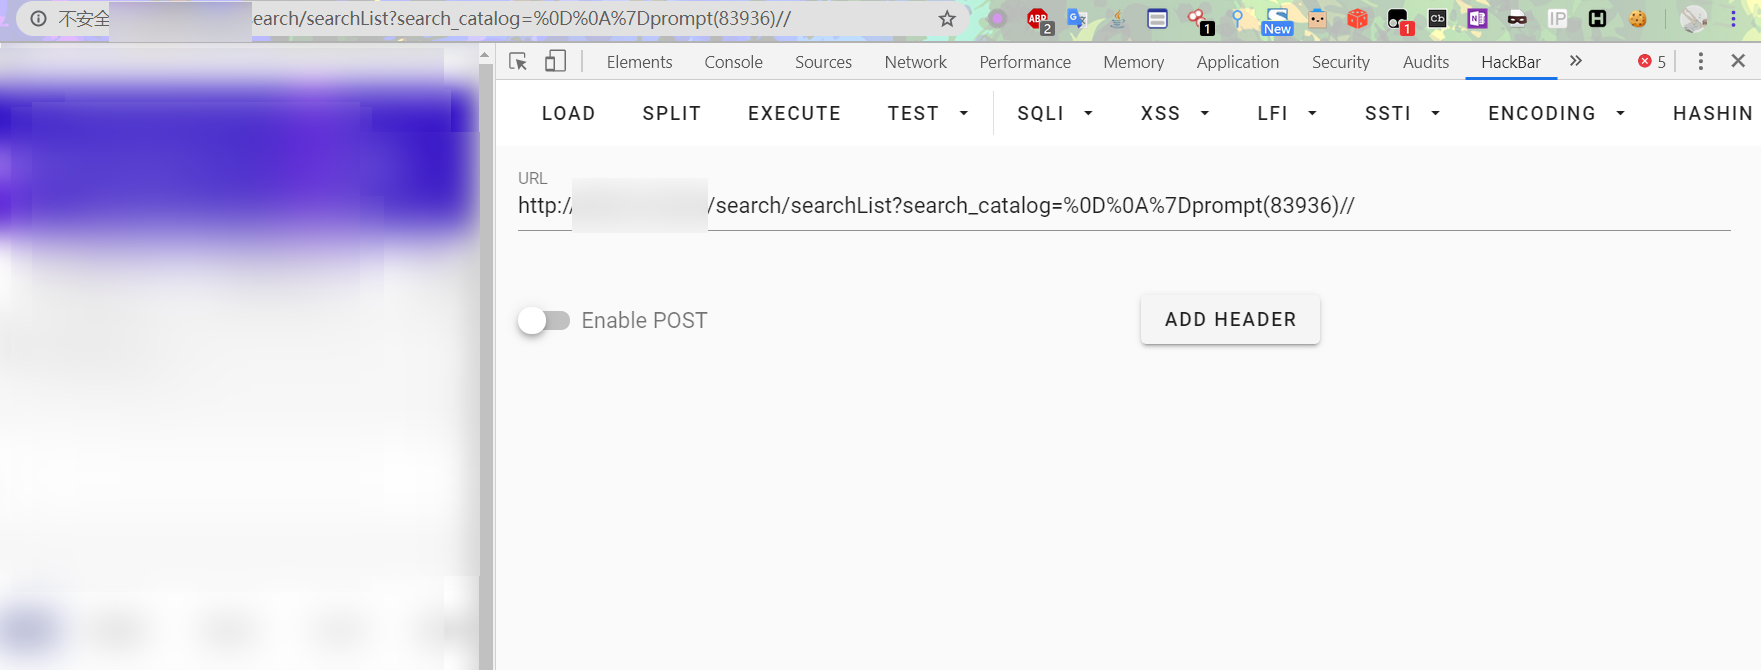 不安全 earch/searchList?search_catalog=%0D%0A%7Dprompt(83936)//
ABP 2 G 1 New Cb N IP H 1
Elements Console Sources Network Performance Memory Application Security Audits HackBar » 5
LOAD SPLIT EXECUTE TEST SQLI XSS LFI SSTI ENCODING HASHIN
URL
http:/ /search/searchList?search_catalog=%0D%0A%7Dprompt(83936)//
Enable POST ADD HEADER